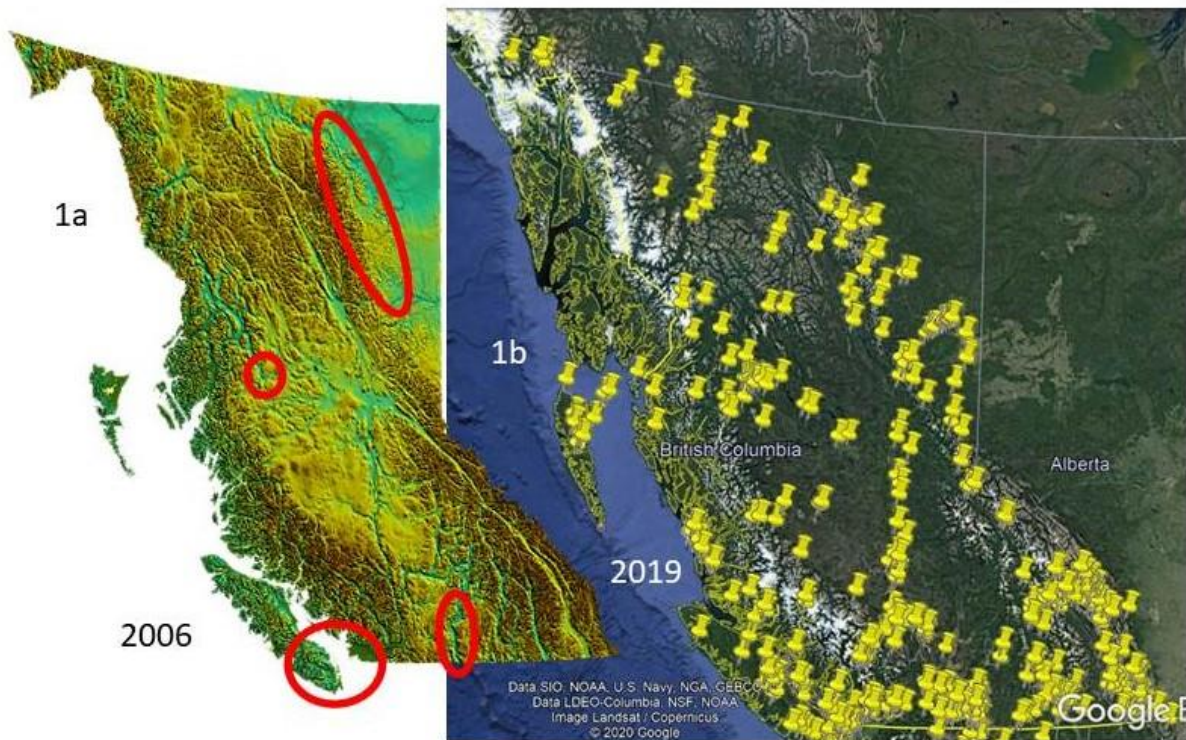 1a
2006
1b
2019
British Columbia
Alberta
Data SIO, NOAA, U.S. Navy, NGA, GEBCO
Data LDEO-Columbia, NSF, NOAA
Image Landsat / Copernicus
© 2020 Google
Google